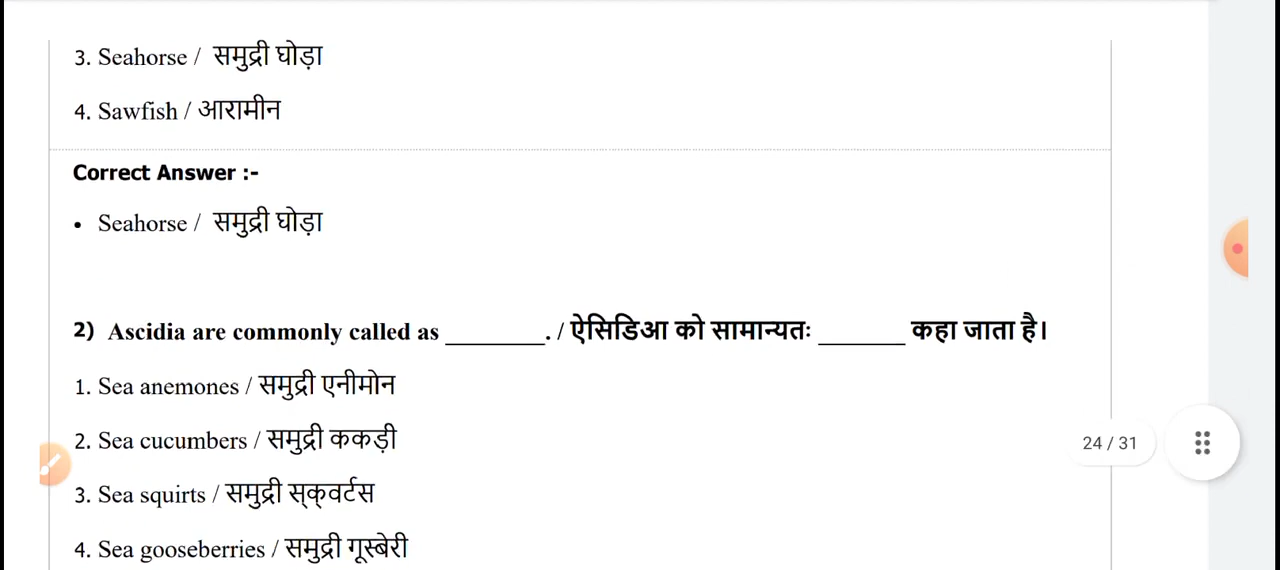 3. Seahorse / समुद्री घोड़ा
4. Sawfish / आरामीन
Correct Answer :-
• Seahorse / समुद्री घोड़ा
2) Ascidia are commonly called as ________. / ऐसिडिआ को सामान्यतः _______ कहा जाता है।
1. Sea anemones / समुद्री एनीमोन
2. Sea cucumbers / समुद्री ककड़ी
24 / 31
3. Sea squirts / समुद्री स्क्वर्टस
4. Sea gooseberries / समुद्री गूस्बेरी